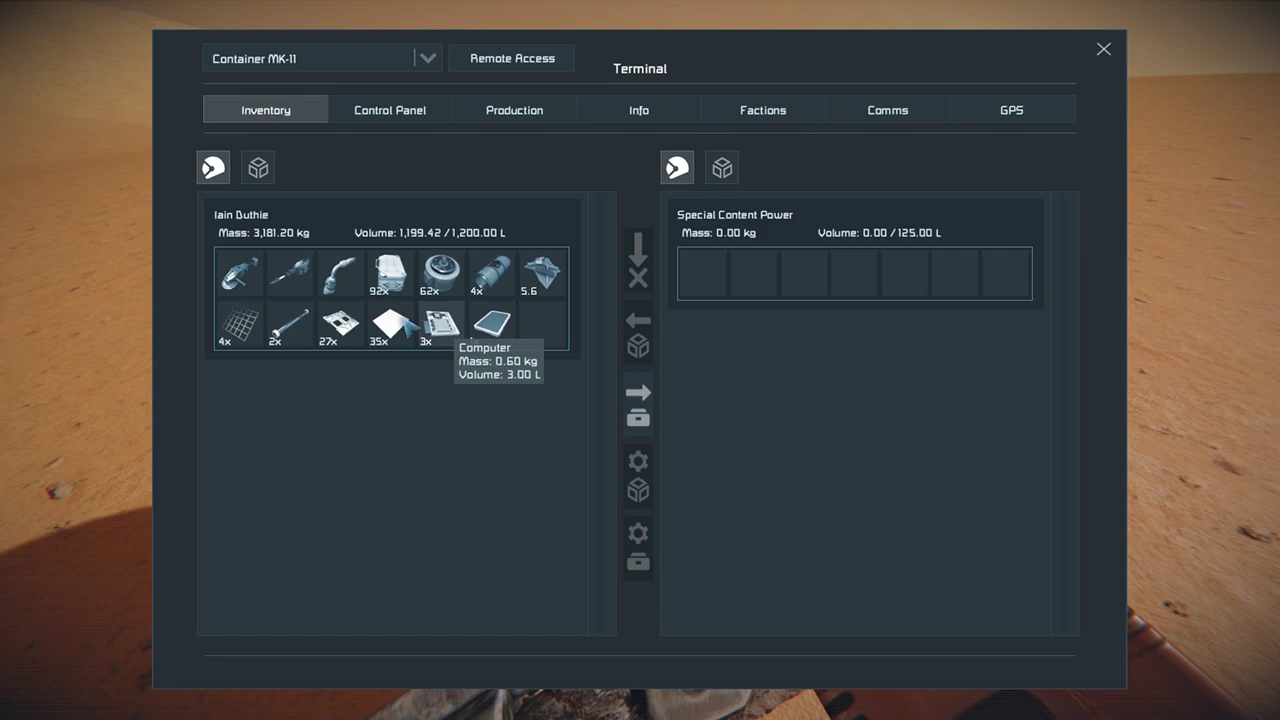 Container MK-11
Remote Access
Terminal
Inventory
Control Panel
Production
Info
Factions
Comms
GPS
Iain Buthie
Mass: 3,181.20 kg
Volume: 1,199.42 / 1,200.00 L
92x
62x
4x
5.6
4x
2x
27x
35x
3x
Computer
Mass: 0.60 kg
Volume: 3.00 L
Special Content Power
Mass: 0.00 kg
Volume: 0.00 / 125.00 L